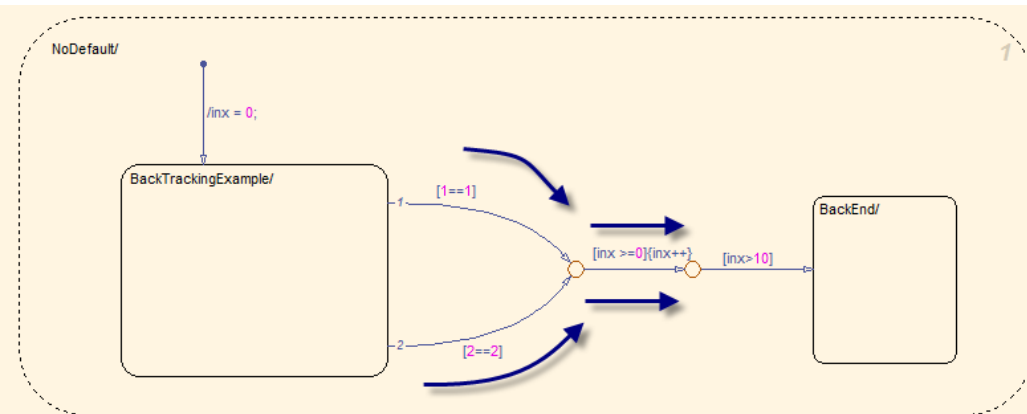 NoDefault/
1
/inx = 0;
BackTrackingExample/
1
[1==1]
BackEnd/
[inx >=0]{inx++}
[inx>10]
2
[2==2]